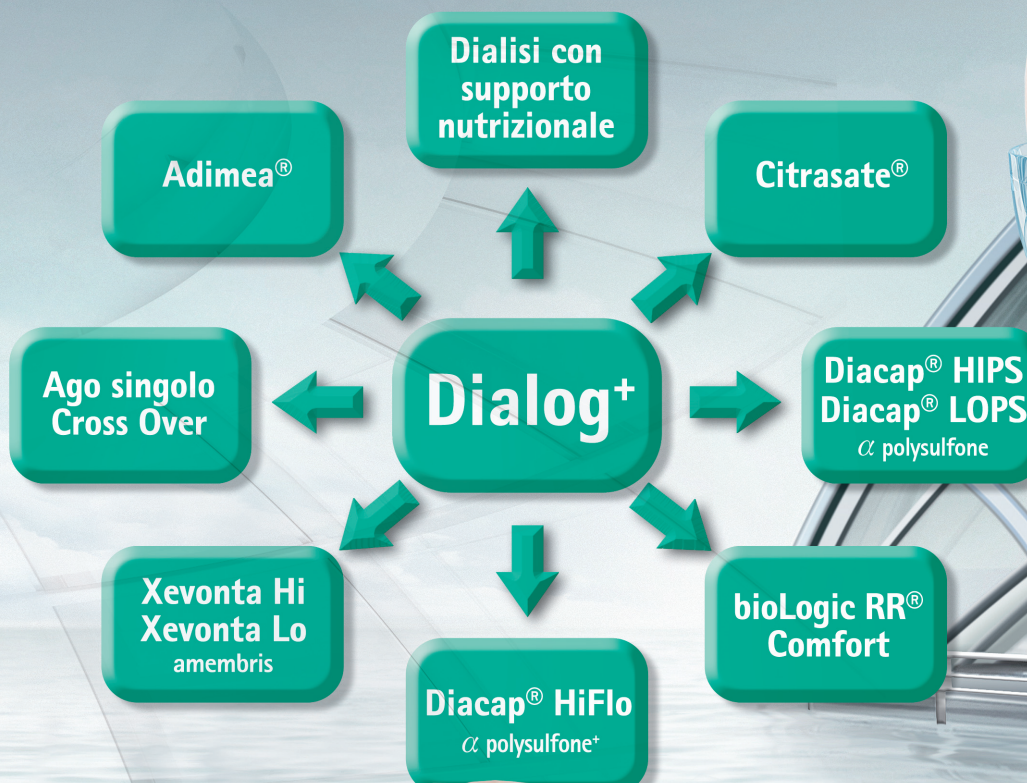 Dialisi con
supporto
nutrizionale
Adimea®
Citrasate®
Ago singolo
Cross Over
Dialog⁺
Diacap® HIPS
Diacap® LOPS
α polysulfone
Xevonta Hi
Xevonta Lo
amembris
bioLogic RR®
Comfort
Diacap® HiFlo
α polysulfone⁺